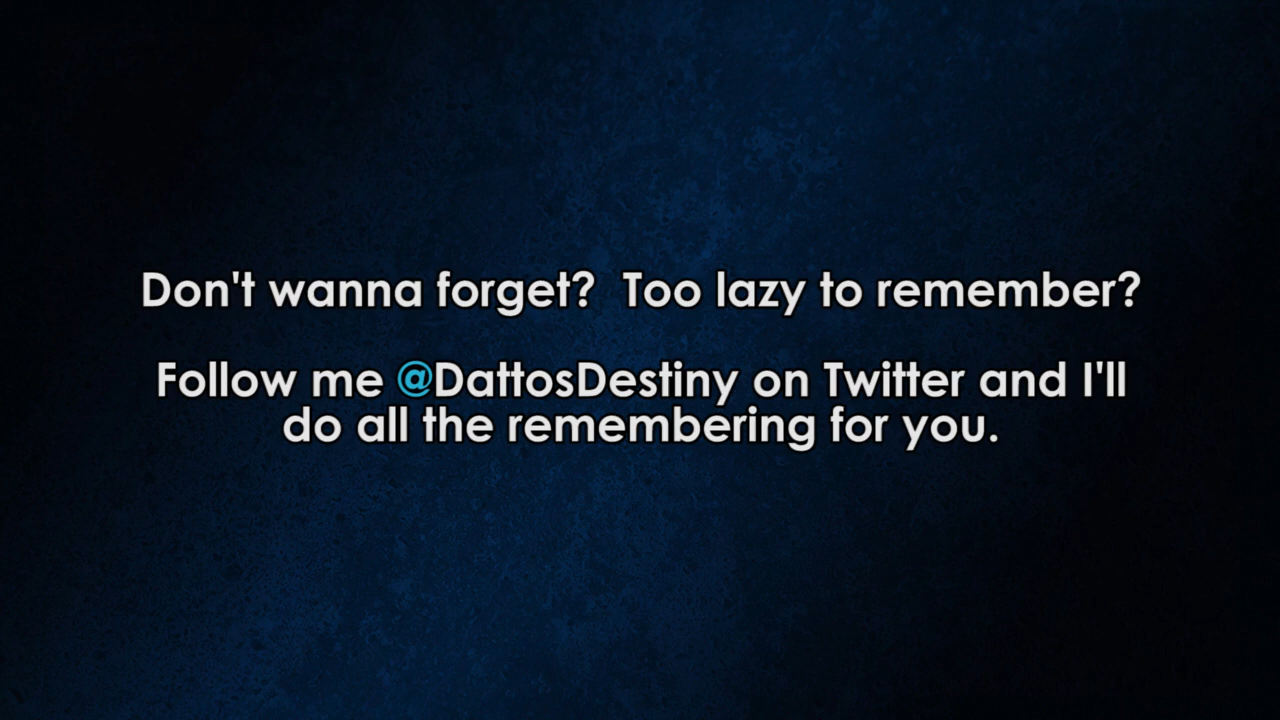 Don't wanna forget?  Too lazy to remember?
Follow me @DattosDestiny on Twitter and I'll
do all the remembering for you.